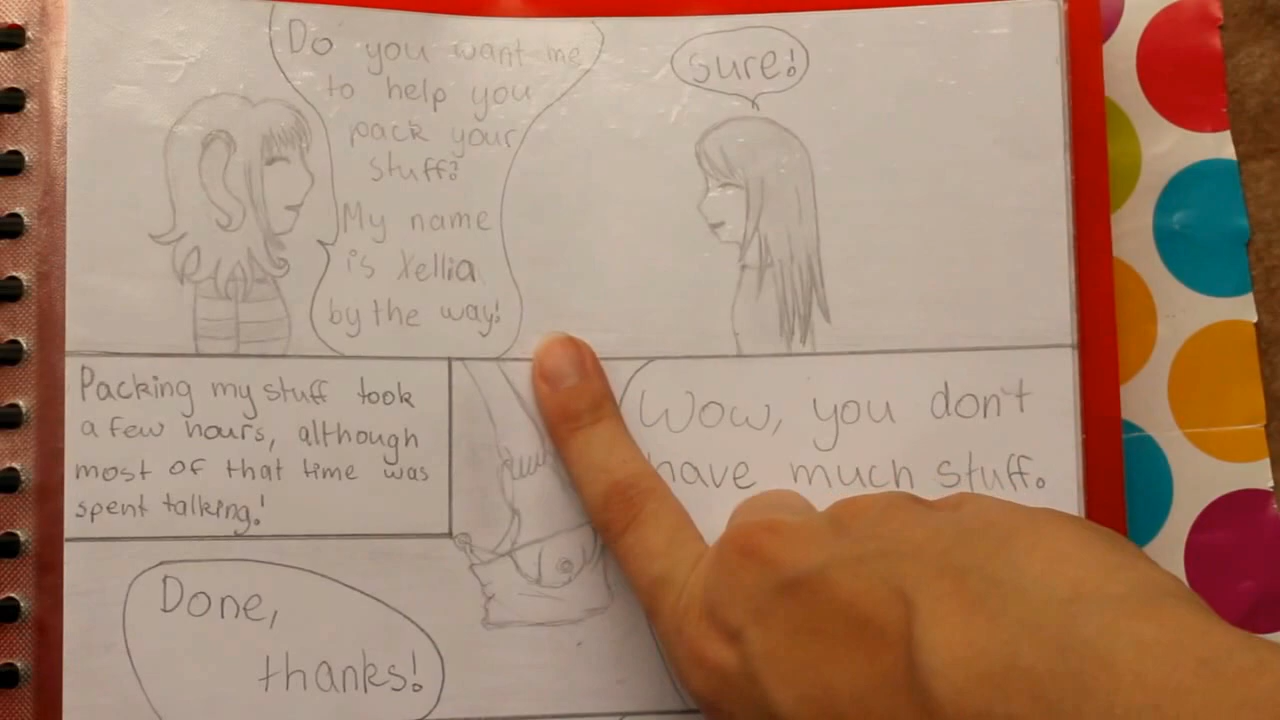 Do you want me
to help you
pack your
stuff?
My name
is Xellia
by the way!
sure!
Packing my stuff took
a few hours, although
most of that time was
spent talking!
Wow, you don't
have much stuff.
Done,
thanks!